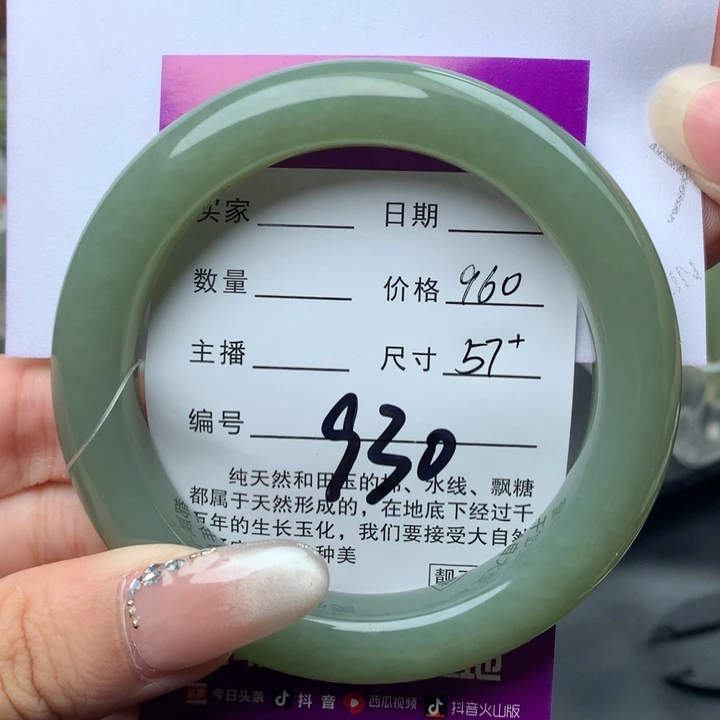 买家 日期
数量 价格 960
主播 尺寸 57+
编号 930
纯天然和田玉的棉、水线、飘糖
都属于天然形成的，在地底下经过千
万年的生长玉化，我们要接受大自然
种美
靓
今日头条 抖音 西瓜视频 抖音火山版